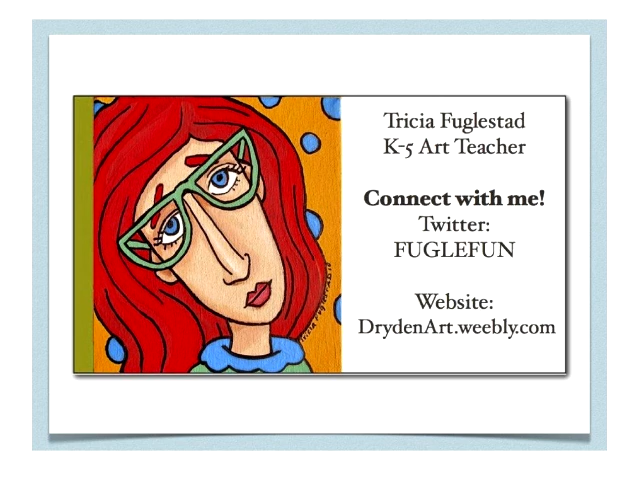 Tricia Fuglestad
K-5 Art Teacher
Connect with me!
Twitter:
FUGLEFUN
Website:
DrydenArt.weebly.com